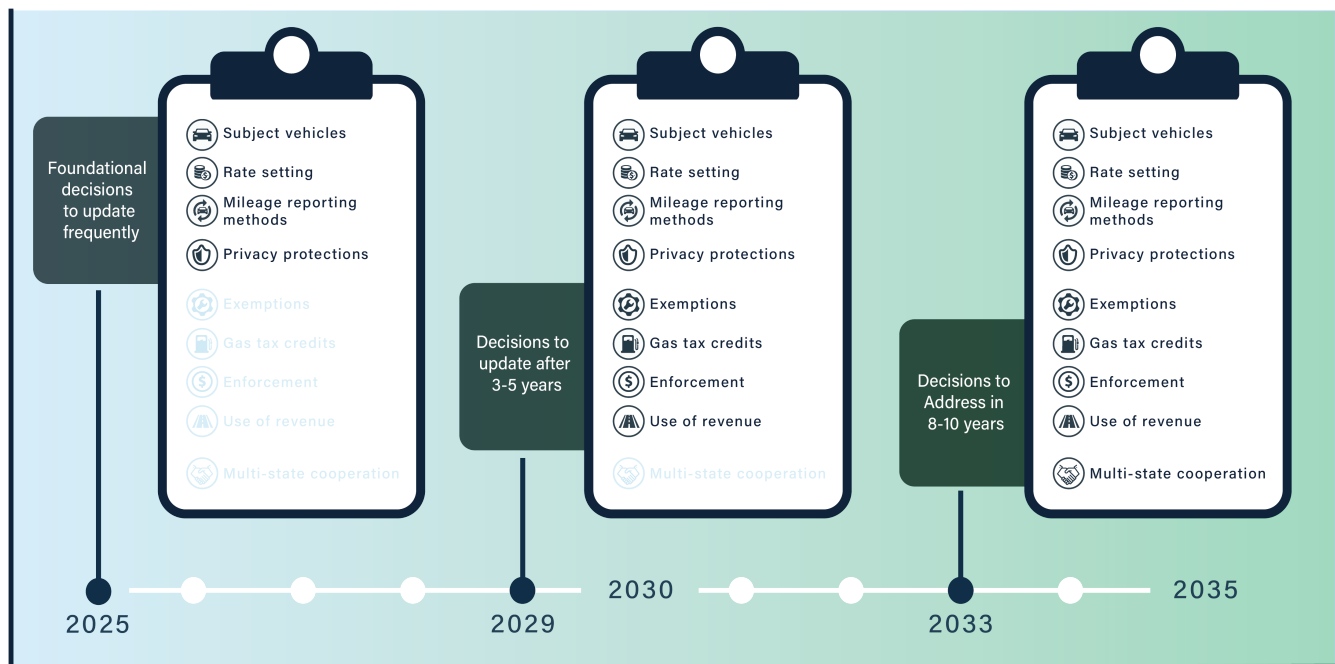 Foundational
decisions
to update
frequently
Subject vehicles
Rate setting
Mileage reporting
methods
Privacy protections
Exemptions
Gas tax credits
Enforcement
Use of revenue
Multi-state cooperation
Decisions to
update after
3-5 years
Subject vehicles
Rate setting
Mileage reporting
methods
Privacy protections
Exemptions
Gas tax credits
Enforcement
Use of revenue
Multi-state cooperation
Decisions to
Address in
8-10 years
Subject vehicles
Rate setting
Mileage reporting
methods
Privacy protections
Exemptions
Gas tax credits
Enforcement
Use of revenue
Multi-state cooperation
2025
2029
2030
2033
2035